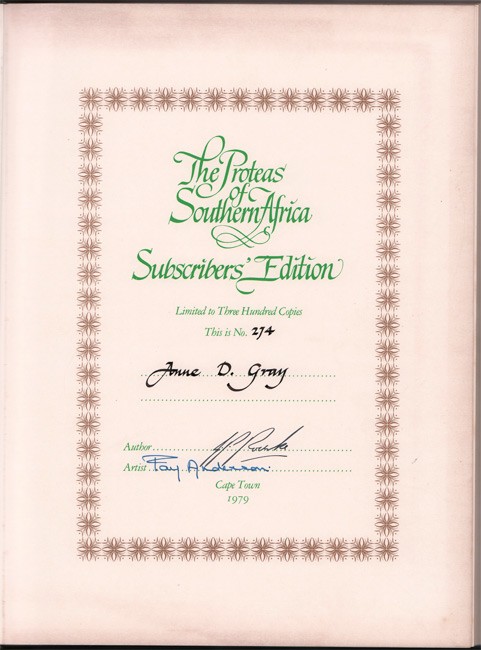 The Proteas
of
Southern Africa
Subscribers' Edition
Limited to Three Hundred Copies
This is No. 274
Anne D. Gray
Author
Artist Fay Anderson
Cape Town
1979